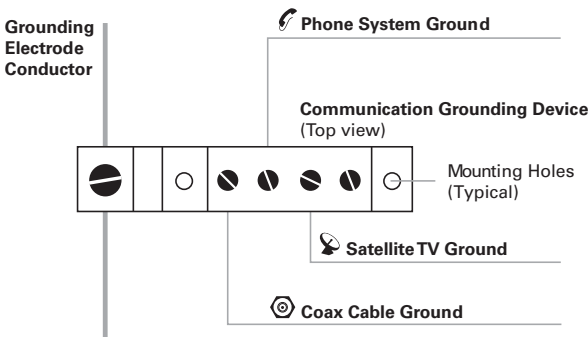 Grounding
Electrode
Conductor
Phone System Ground
Communication Grounding Device
(Top view)
Mounting Holes
(Typical)
Satellite TV Ground
Coax Cable Ground